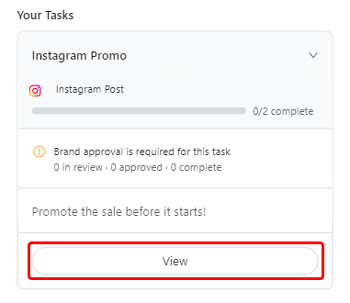 Your Tasks
Instagram Promo
Instagram Post
0/2 complete
Brand approval is required for this task
0 in review · 0 approved · 0 complete
Promote the sale before it starts!
View